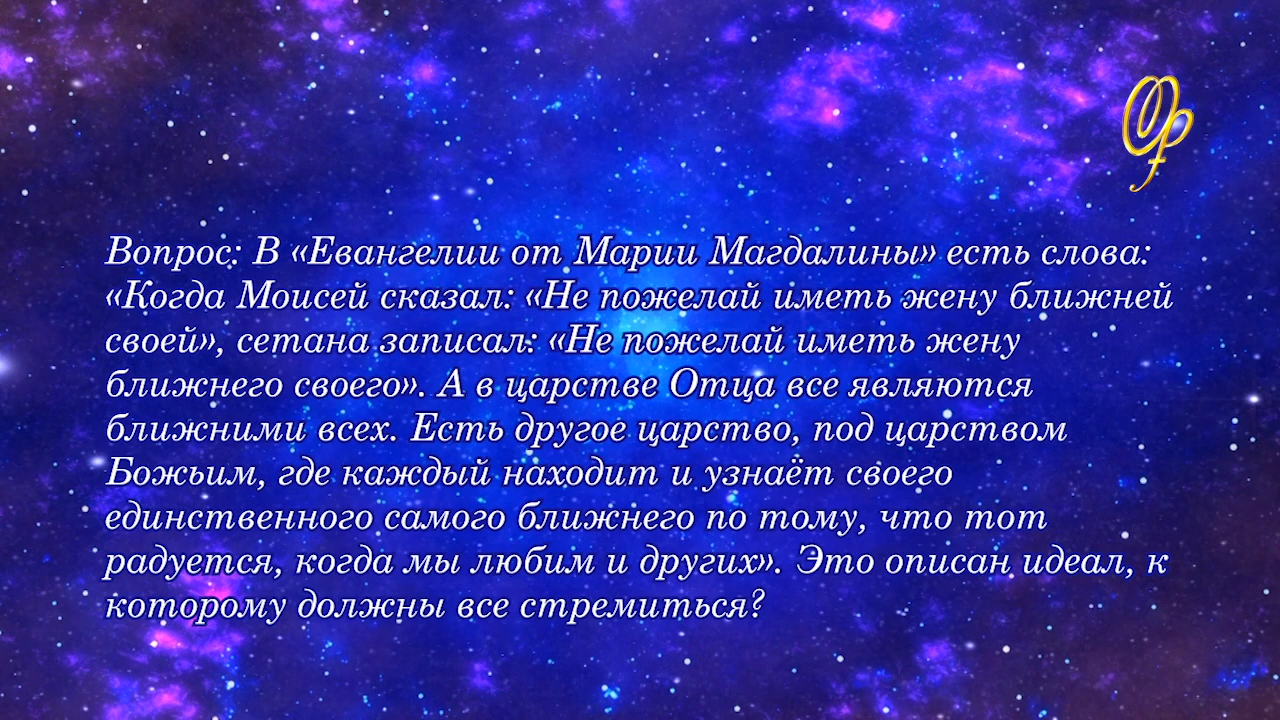 Вопрос: В «Евангелии от Марии Магдалины» есть слова:
«Когда Моисей сказал: «Не пожелай иметь жену ближней
своей», сетана записал: «Не пожелай иметь жену
ближнего своего». А в царстве Отца все являются
ближними всех. Есть другое царство, под царством
Божьим, где каждый находит и узнаёт своего
единственного самого ближнего по тому, что тот
радуется, когда мы любим и других». Это описан идеал, к
которому должны все стремиться?